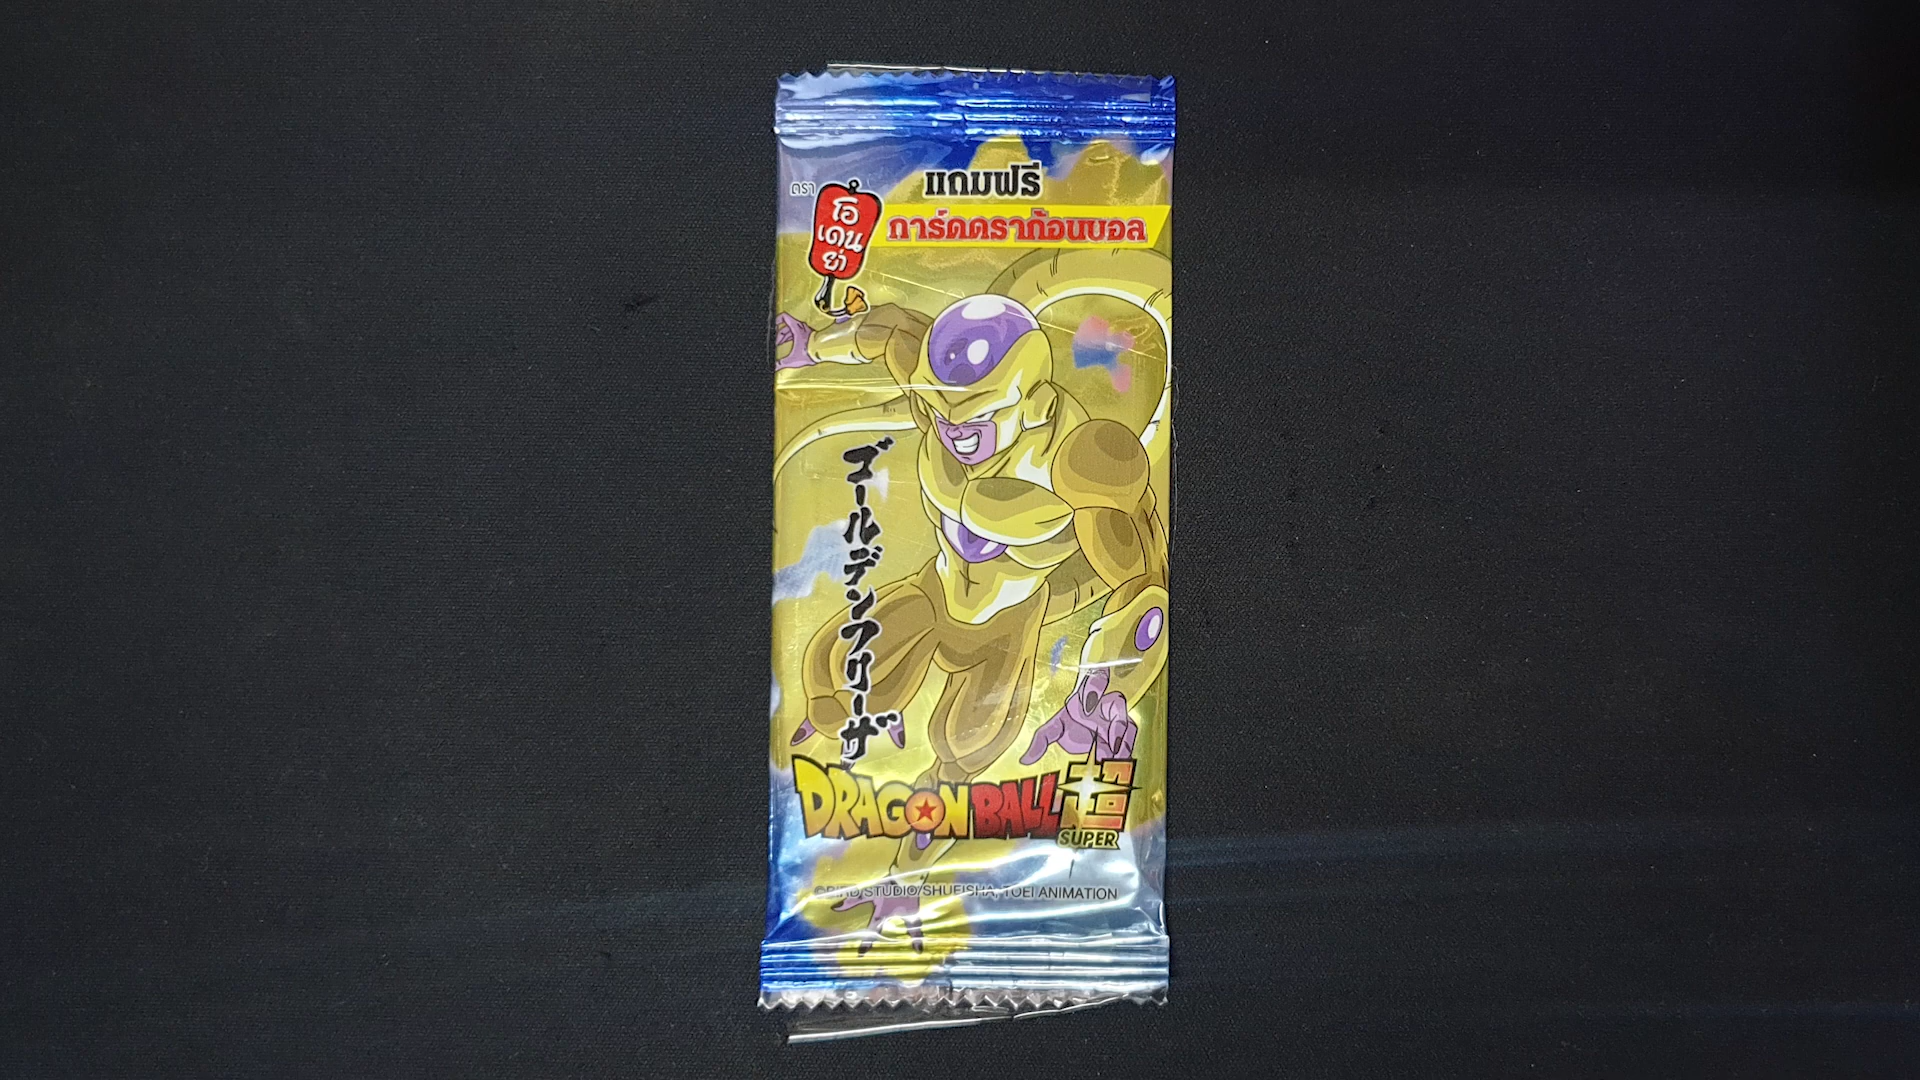 แถมฟรี
ตรา
โอ
เดน
ย่า
การ์ดดราก้อนบอล
ゴールデンフリーザ
DRAGON BALL 超
SUPER
©BIRD STUDIO/SHUEISHA, TOEI ANIMATION